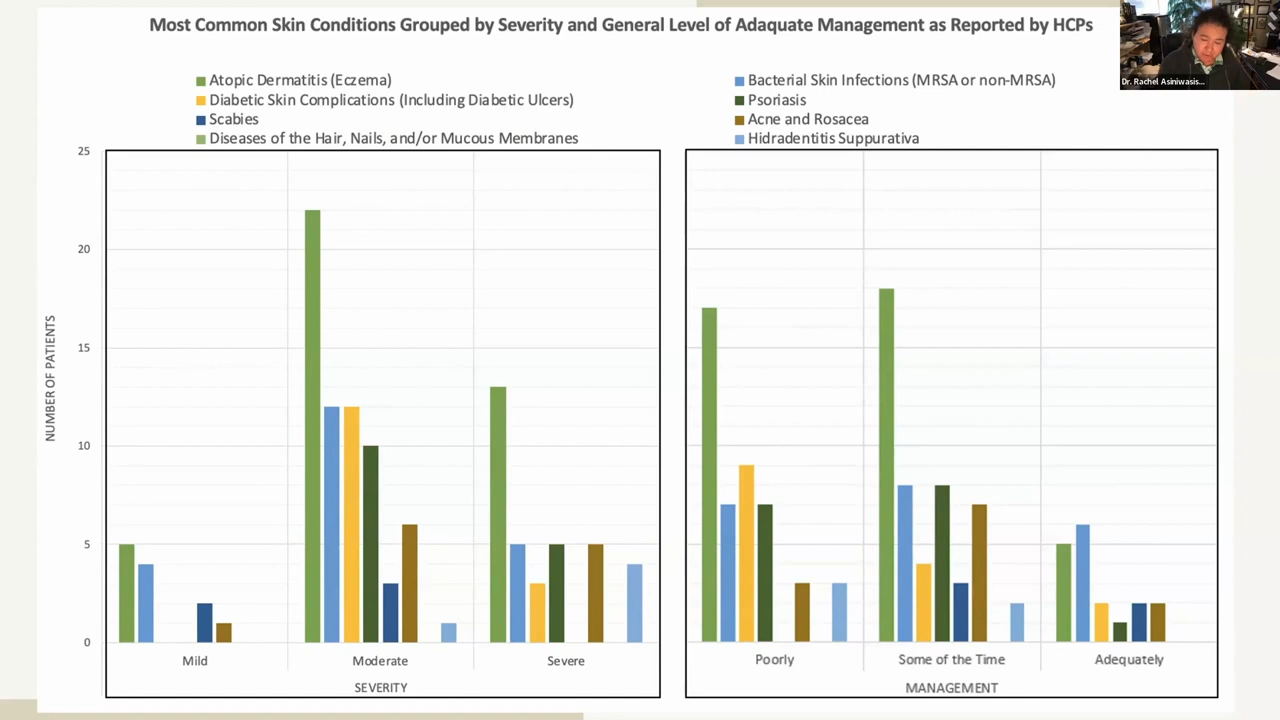 Most Common Skin Conditions Grouped by Severity and General Level of Adaquate Management as Reported by HCPs
Dr. Rachel Asiniwasis...
Atopic Dermatitis (Eczema)
Bacterial Skin Infections (MRSA or non-MRSA)
Diabetic Skin Complications (Including Diabetic Ulcers)
Psoriasis
Scabies
Acne and Rosacea
Diseases of the Hair, Nails, and/or Mucous Membranes
Hidradentitis Suppurativa
25
20
15
10
5
0
NUMBER OF PATIENTS
Mild
Moderate
Severe
SEVERITY
Poorly
Some of the Time
Adequately
MANAGEMENT